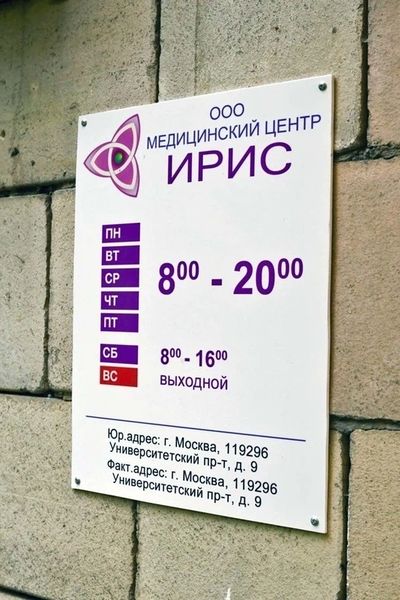 ООО
МЕДИЦИНСКИЙ ЦЕНТР
ИРИС
ПН
ВТ
СР
ЧТ
ПТ
8⁰⁰ - 20⁰⁰
СБ 8⁰⁰ - 16⁰⁰
ВС ВЫХОДНОЙ
Юр.адрес: г. Москва, 119296
Университетский пр-т, д. 9
Факт.адрес: г. Москва, 119296
Университетский пр-т, д. 9